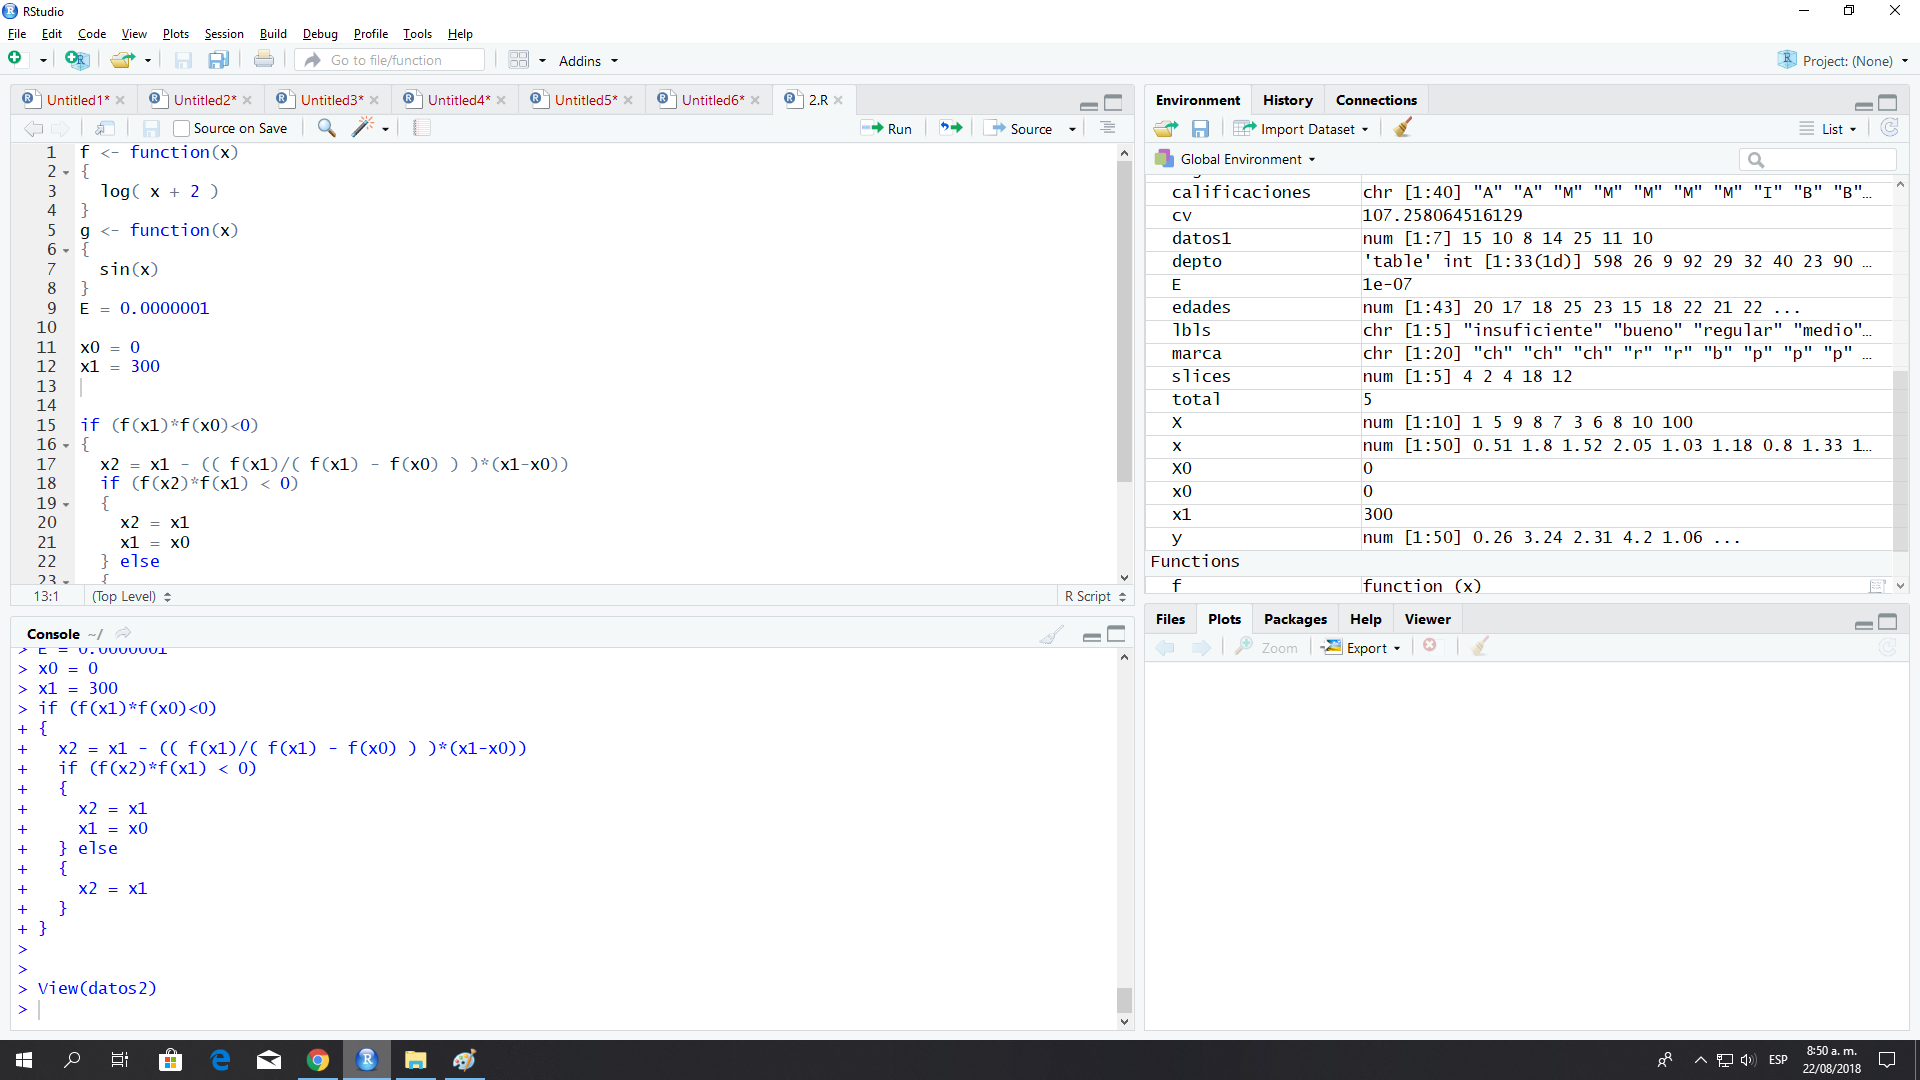 RStudio
File Edit Code View Plots Session Build Debug Profile Tools Help
Go to file/function Addins Project: (None)
Untitled1* Untitled2* Untitled3* Untitled4* Untitled5* Untitled6* 2.R
Source on Save Run Source
1 f <- function(x)
2 {
3 log( x + 2 )
4 }
5 g <- function(x)
6 {
7 sin(x)
8 }
9 E = 0.0000001
10
11 x0 = 0
12 x1 = 300
13
14
15 if (f(x1)*f(x0)<0)
16 {
17 x2 = x1 - (( f(x1)/( f(x1) - f(x0) ) )*(x1-x0))
18 if (f(x2)*f(x1) < 0)
19 {
20 x2 = x1
21 x1 = x0
22 } else
23 {
13:1 (Top Level) R Script
Console ~/
> E = 0.0000001
> x0 = 0
> x1 = 300
> if (f(x1)*f(x0)<0)
+ {
+ x2 = x1 - (( f(x1)/( f(x1) - f(x0) ) )*(x1-x0))
+ if (f(x2)*f(x1) < 0)
+ {
+ x2 = x1
+ x1 = x0
+ } else
+ {
+ x2 = x1
+ }
+ }
>
>
> View(datos2)
>
Environment History Connections
Import Dataset List
Global Environment
calificaciones chr [1:40] "A" "A" "M" "M" "M" "M" "M" "I" "B" "B"…
cv 107.258064516129
datos1 num [1:7] 15 10 8 14 25 11 10
depto 'table' int [1:33(1d)] 598 26 9 92 29 32 40 23 90 …
E 1e-07
edades num [1:43] 20 17 18 25 23 15 18 22 21 22 ...
lbls chr [1:5] "insuficiente" "bueno" "regular" "medio"…
marca chr [1:20] "ch" "ch" "ch" "r" "r" "b" "p" "p" "p" …
slices num [1:5] 4 2 4 18 12
total 5
X num [1:10] 1 5 9 8 7 3 6 8 10 100
x num [1:50] 0.51 1.8 1.52 2.05 1.03 1.18 0.8 1.33 1…
X0 0
x0 0
x1 300
y num [1:50] 0.26 3.24 2.31 4.2 1.06 ...
Functions
f function (x)
Files Plots Packages Help Viewer
Zoom Export
ESP 8:50 a. m.
22/08/2018